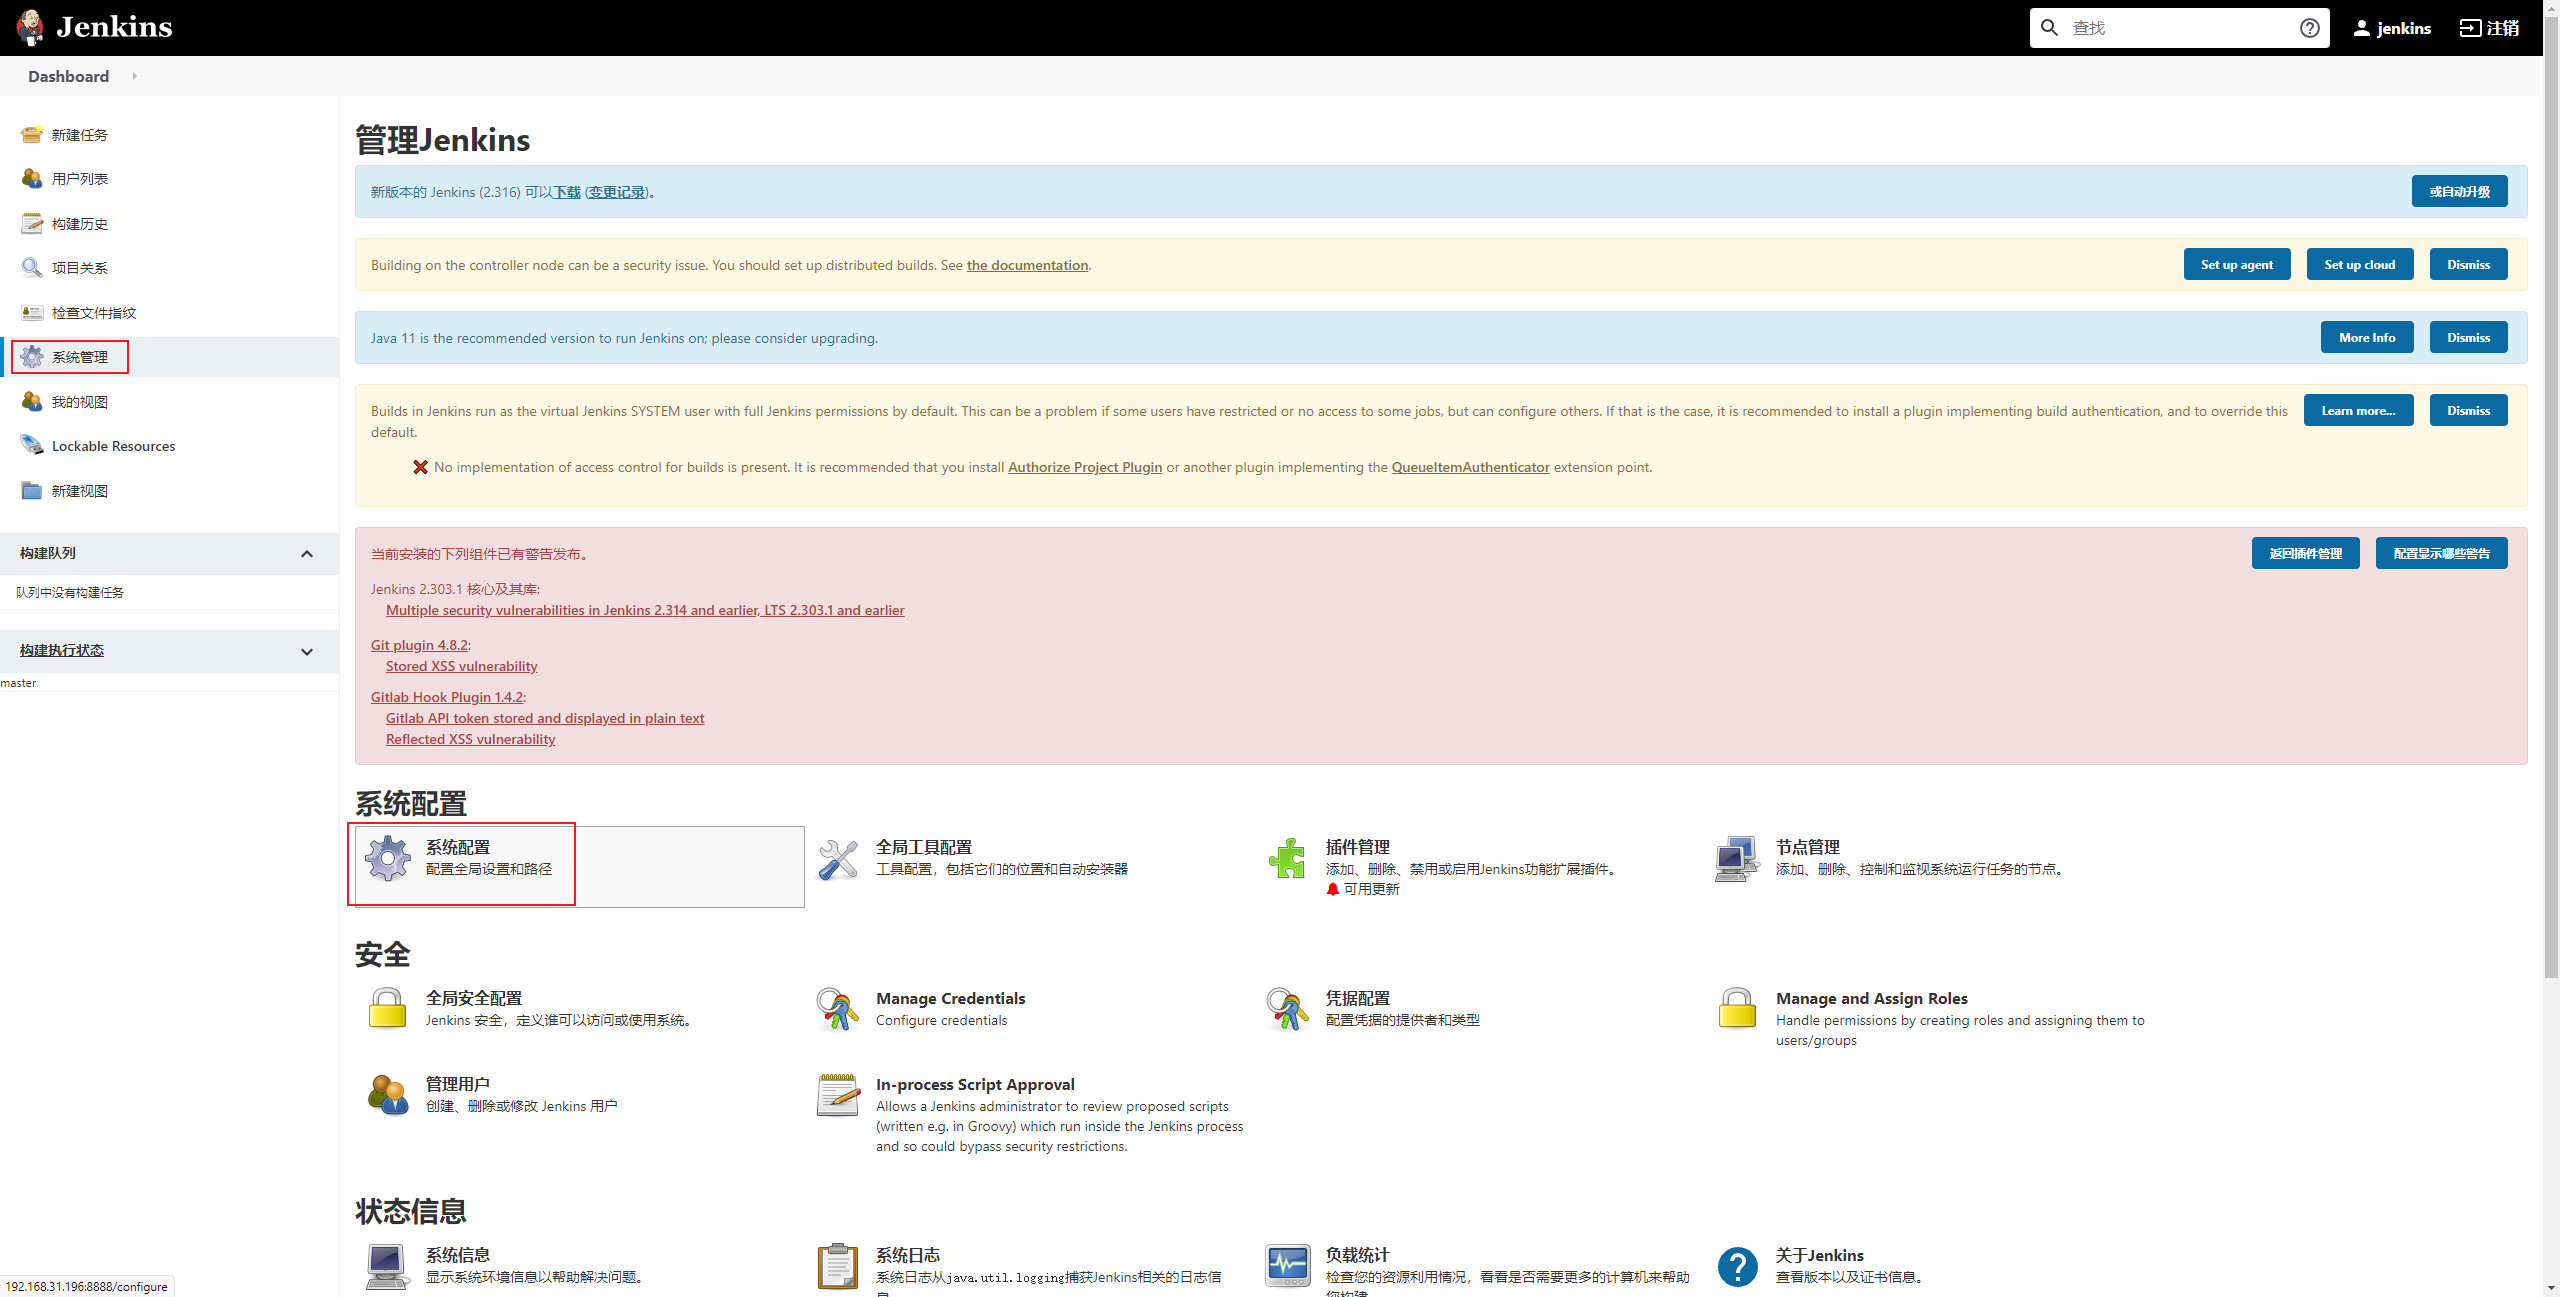 Jenkins
查找
jenkins
注销
Dashboard
新建任务
用户列表
构建历史
项目关系
检查文件指纹
系统管理
我的视图
Lockable Resources
新建视图
构建队列
队列中没有构建任务
构建执行状态
master
管理Jenkins
新版本的 Jenkins (2.316) 可以下载 (变更记录)。
或自动升级
Building on the controller node can be a security issue. You should set up distributed builds. See the documentation.
Set up agent
Set up cloud
Dismiss
Java 11 is the recommended version to run Jenkins on; please consider upgrading.
More Info
Dismiss
Builds in Jenkins run as the virtual Jenkins SYSTEM user with full Jenkins permissions by default. This can be a problem if some users have restricted or no access to some jobs, but can configure others. If that is the case, it is recommended to install a plugin implementing build authentication, and to override this
default.
Learn more...
Dismiss
No implementation of access control for builds is present. It is recommended that you install Authorize Project Plugin or another plugin implementing the QueueItemAuthenticator extension point.
当前安装的下列组件已有警告发布。
返回插件管理
配置显示哪些警告
Jenkins 2.303.1 核心及其库:
Multiple security vulnerabilities in Jenkins 2.314 and earlier, LTS 2.303.1 and earlier
Git plugin 4.8.2:
Stored XSS vulnerability
Gitlab Hook Plugin 1.4.2:
Gitlab API token stored and displayed in plain text
Reflected XSS vulnerability
系统配置
系统配置
配置全局设置和路径
全局工具配置
工具配置，包括它们的位置和自动安装器
插件管理
添加、删除、禁用或启用Jenkins功能扩展插件。
可用更新
节点管理
添加、删除、控制和监视系统运行任务的节点。
安全
全局安全配置
Jenkins 安全，定义谁可以访问或使用系统。
Manage Credentials
Configure credentials
凭据配置
配置凭据的提供者和类型
Manage and Assign Roles
Handle permissions by creating roles and assigning them to
users/groups
管理用户
创建、删除或修改 Jenkins 用户
In-process Script Approval
Allows a Jenkins administrator to review proposed scripts
(written e.g. in Groovy) which run inside the Jenkins process
and so could bypass security restrictions.
状态信息
系统信息
显示系统环境信息以帮助解决问题。
系统日志
系统日志从java.util.logging捕获Jenkins相关的日志信
息
负载统计
检查您的资源利用情况，看看是否需要更多的计算机来帮助
您构建
关于Jenkins
查看版本以及证书信息。
192.168.31.196:8888/configure